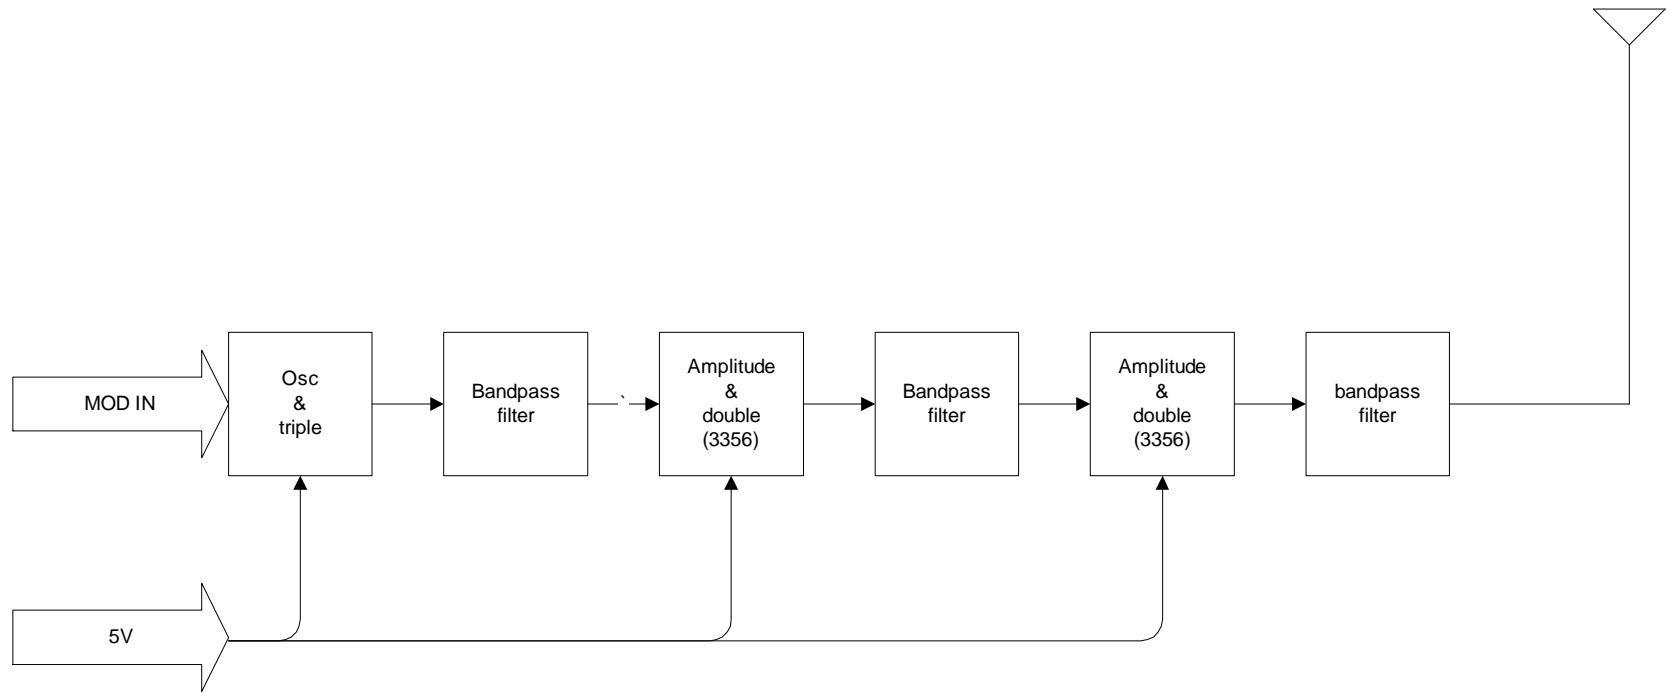 MOD IN
Osc
&
triple
Bandpass
filter
`
Amplitude
&
double
(3356)
Bandpass
filter
Amplitude
&
double
(3356)
bandpass
filter
5V